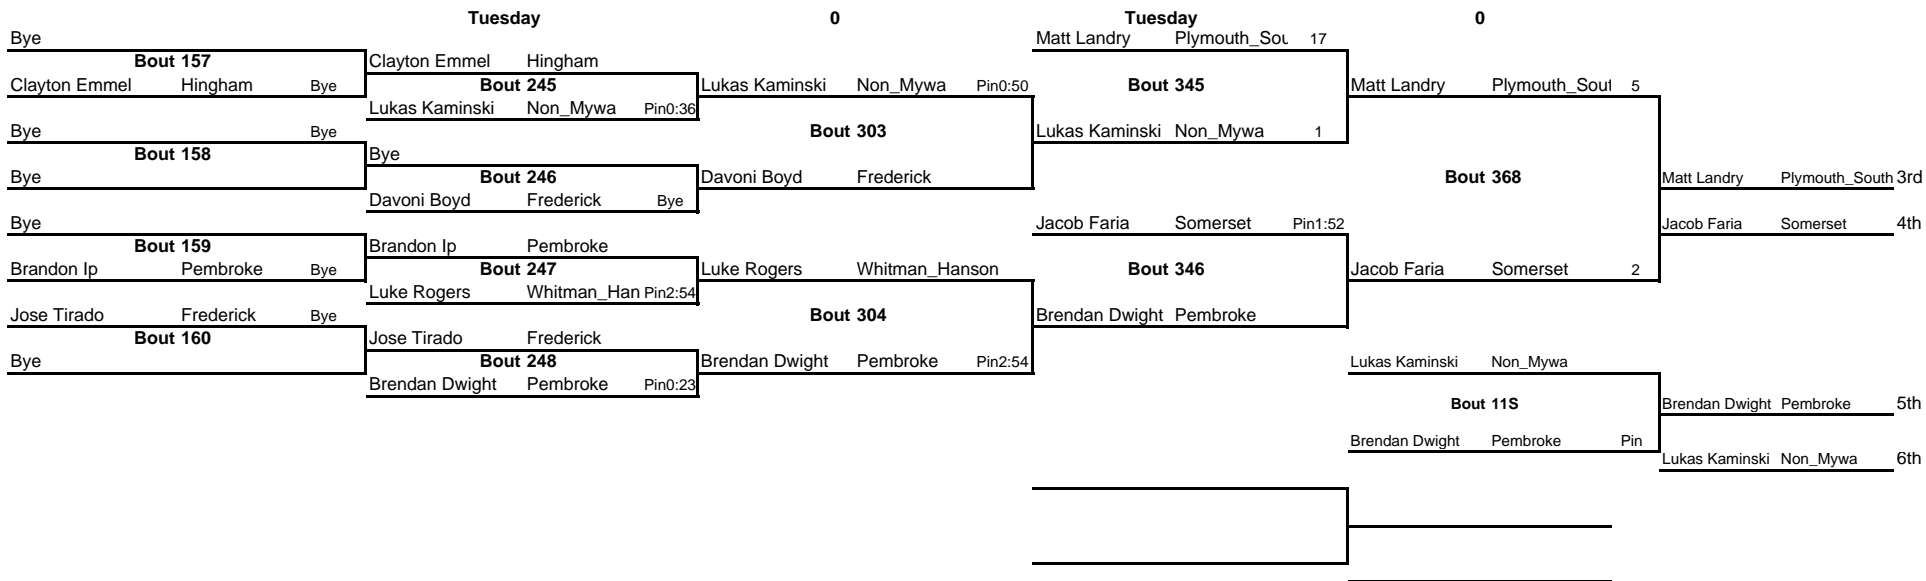 Tuesday 0 Tuesday 0
Bye Matt Landry Plymouth_Sou 17
Bout 157 Clayton Emmel Hingham
Clayton Emmel Hingham Bye Bout 245 Lukas Kaminski Non_Mywa Pin0:50 Bout 345 Matt Landry Plymouth_Sout 5
Lukas Kaminski Non_Mywa Pin0:36
Bye Bye Bout 303 Lukas Kaminski Non_Mywa 1
Bout 158 Bye
Bye Bout 246 Davoni Boyd Frederick Bout 368 Matt Landry Plymouth_South 3rd
Davoni Boyd Frederick Bye
Bye Jacob Faria Somerset Pin1:52 Jacob Faria Somerset 4th
Bout 159 Brandon Ip Pembroke
Brandon Ip Pembroke Bye Bout 247 Luke Rogers Whitman_Hanson Bout 346 Jacob Faria Somerset 2
Luke Rogers Whitman_Han Pin2:54
Jose Tirado Frederick Bye Bout 304 Brendan Dwight Pembroke
Bout 160 Jose Tirado Frederick
Bye Bout 248 Brendan Dwight Pembroke Pin2:54 Lukas Kaminski Non_Mywa
Brendan Dwight Pembroke Pin0:23
Bout 11S Brendan Dwight Pembroke 5th
Brendan Dwight Pembroke Pin
Lukas Kaminski Non_Mywa 6th